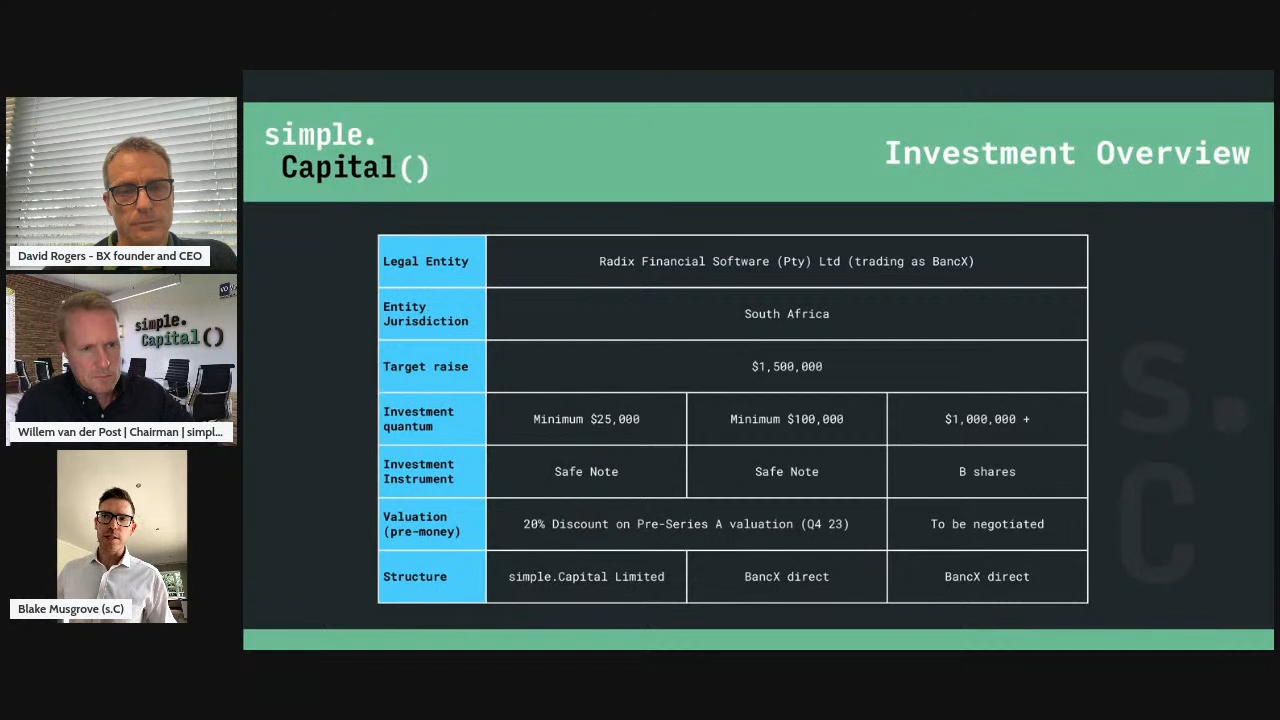 simple.
Capital()
Investment Overview
Legal Entity
Radix Financial Software (Pty) Ltd (trading as BancX)
Entity
Jurisdiction
South Africa
Target raise
$1,500,000
Investment
quantum
Minimum $25,000
Minimum $100,000
$1,000,000 +
Investment
Instrument
Safe Note
Safe Note
B shares
Valuation
(pre-money)
20% Discount on Pre-Series A valuation (Q4 23)
To be negotiated
Structure
simple.Capital Limited
BancX direct
BancX direct
s.
C
David Rogers - BX founder and CEO
simple.
Capital()
Willem van der Post | Chairman | simpl...
Blake Musgrove (s.C)